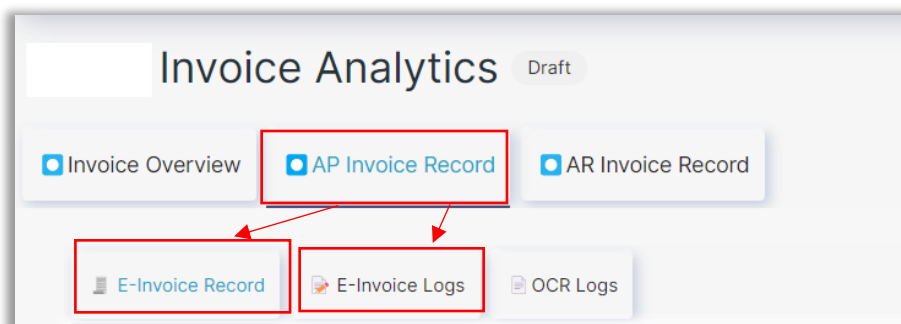 Invoice Analytics Draft
Invoice Overview AP Invoice Record AR Invoice Record
E-Invoice Record E-Invoice Logs OCR Logs